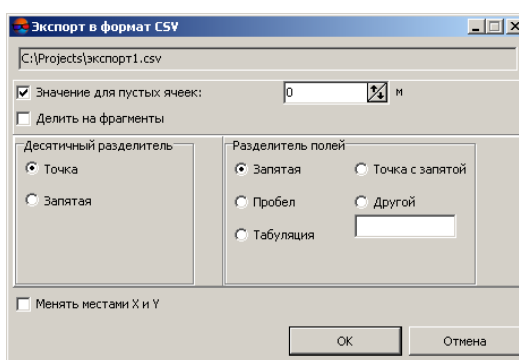 Экспорт в формат CSV
C:\Projects\экспорт1.csv
Значение для пустых ячеек: 0 м
Делить на фрагменты
Десятичный разделитель
Точка
Запятая
Разделитель полей
Запятая Точка с запятой
Пробел Другой
Табуляция
Менять местами X и Y
OK Отмена